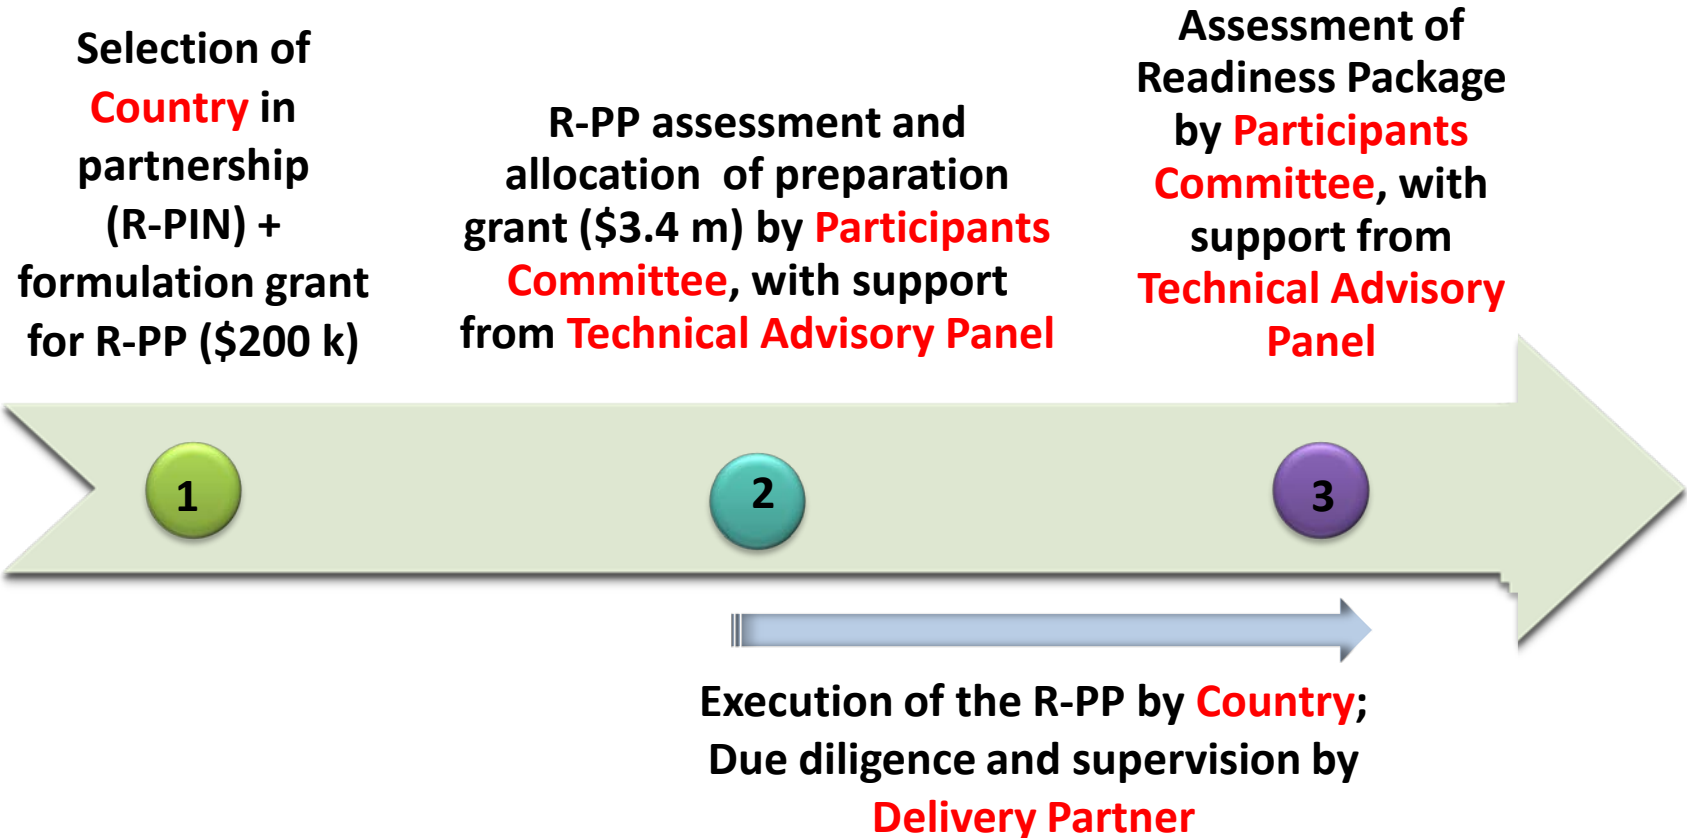 Selection of
Country in
partnership
(R-PIN) +
formulation grant
for R-PP ($200 k)
R-PP assessment and
allocation of preparation
grant ($3.4 m) by Participants
Committee, with support
from Technical Advisory Panel
Assessment of
Readiness Package
by Participants
Committee, with
support from
Technical Advisory
Panel
1
2
3
Execution of the R-PP by Country;
Due diligence and supervision by
Delivery Partner